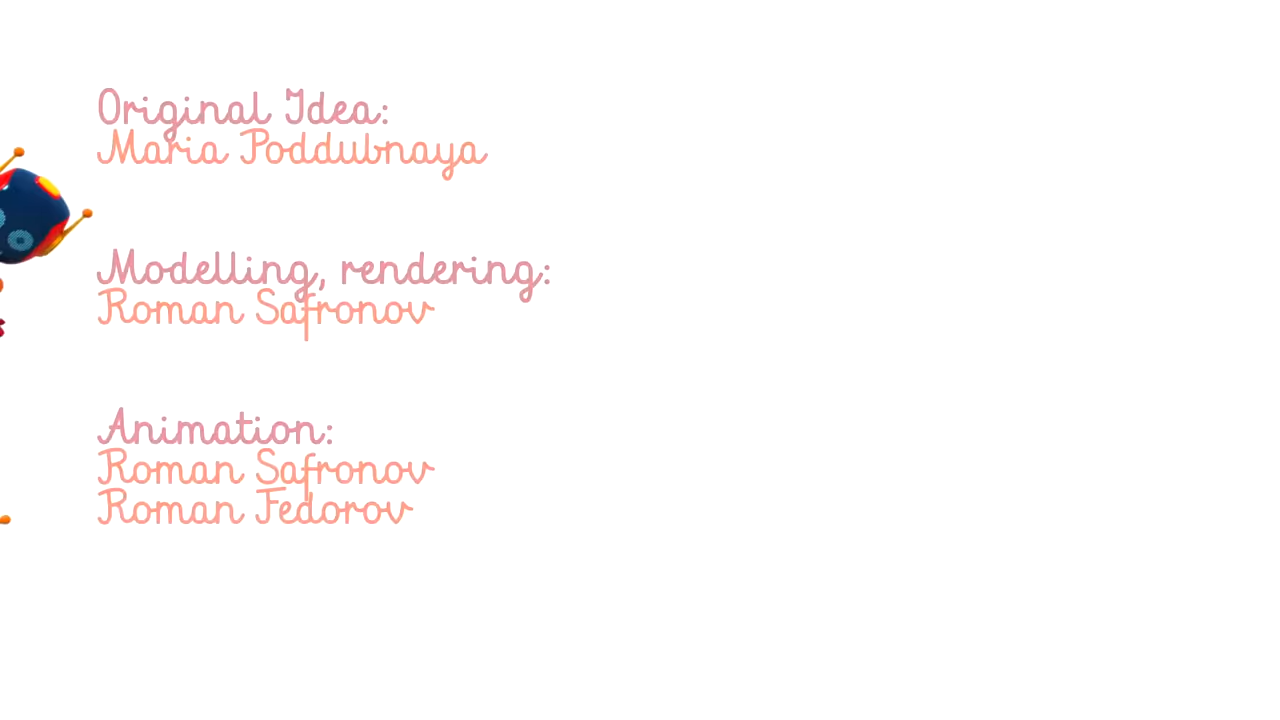 Original Idea:
Maria Poddubnaya
Modelling, rendering:
Roman Safronov
Animation:
Roman Safronov
Roman Fedorov